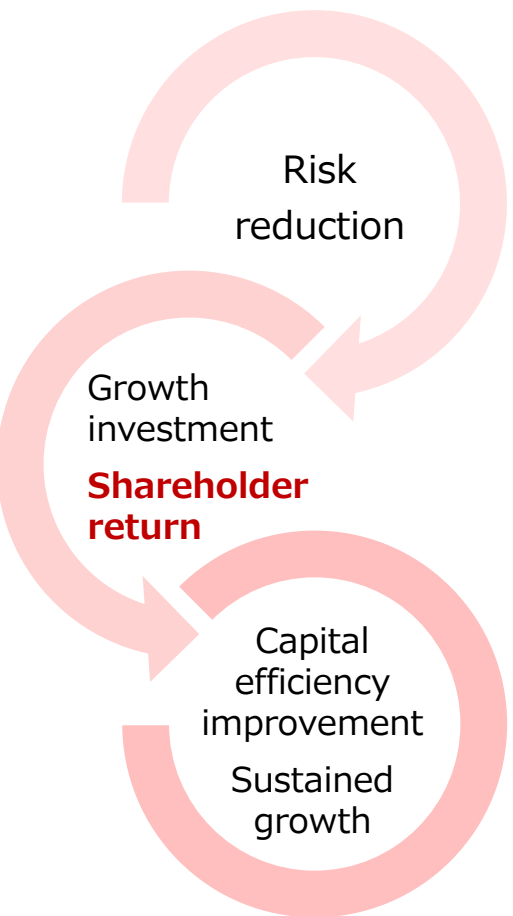 Risk
reduction
Growth
investment
Shareholder
return
Capital
efficiency
improvement
Sustained
growth